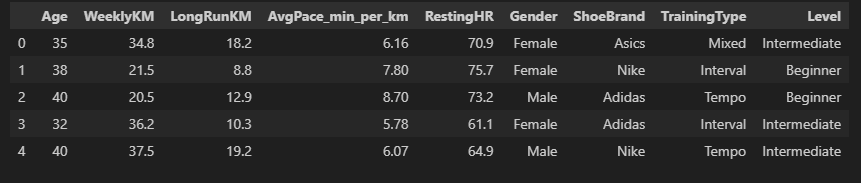 Age WeeklyKM LongRunKM AvgPace_min_per_km RestingHR Gender ShoeBrand TrainingType Level
0 35 34.8 18.2 6.16 70.9 Female Asics Mixed Intermediate
1 38 21.5 8.8 7.80 75.7 Female Nike Interval Beginner
2 40 20.5 12.9 8.70 73.2 Male Adidas Tempo Beginner
3 32 36.2 10.3 5.78 61.1 Female Adidas Interval Intermediate
4 40 37.5 19.2 6.07 64.9 Male Nike Tempo Intermediate